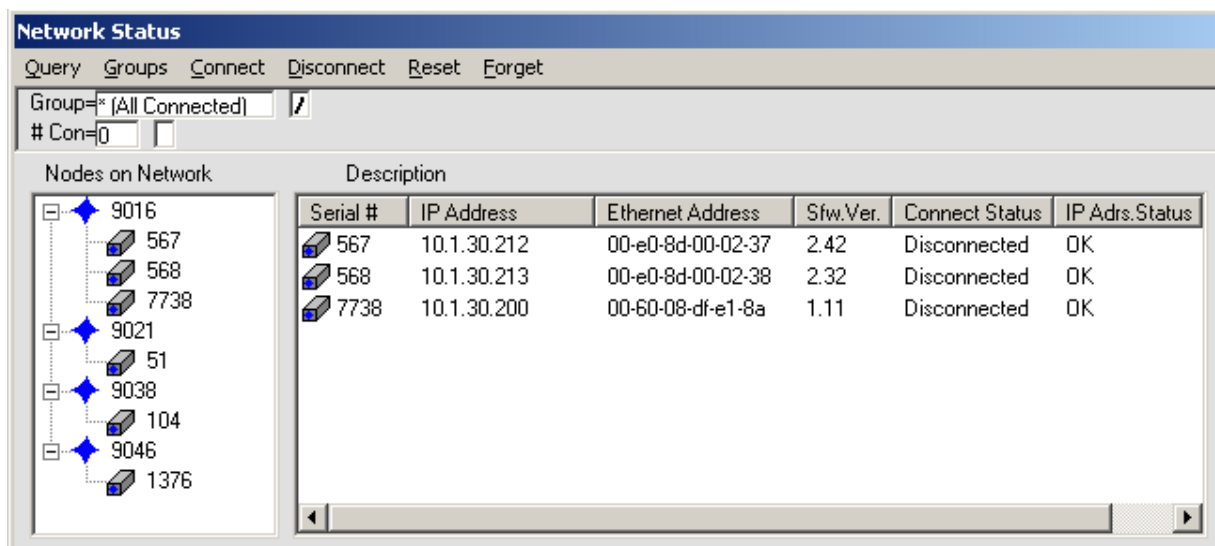 Network Status
Query Groups Connect Disconnect Reset Forget
Group=* (All Connected) /
# Con=0
Nodes on Network
9016
567
568
7738
9021
51
9038
104
9046
1376
Description
Serial # IP Address Ethernet Address Sfw.Ver. Connect Status IP Adrs.Status
567 10.1.30.212 00-e0-8d-00-02-37 2.42 Disconnected OK
568 10.1.30.213 00-e0-8d-00-02-38 2.32 Disconnected OK
7738 10.1.30.200 00-60-08-df-e1-8a 1.11 Disconnected OK